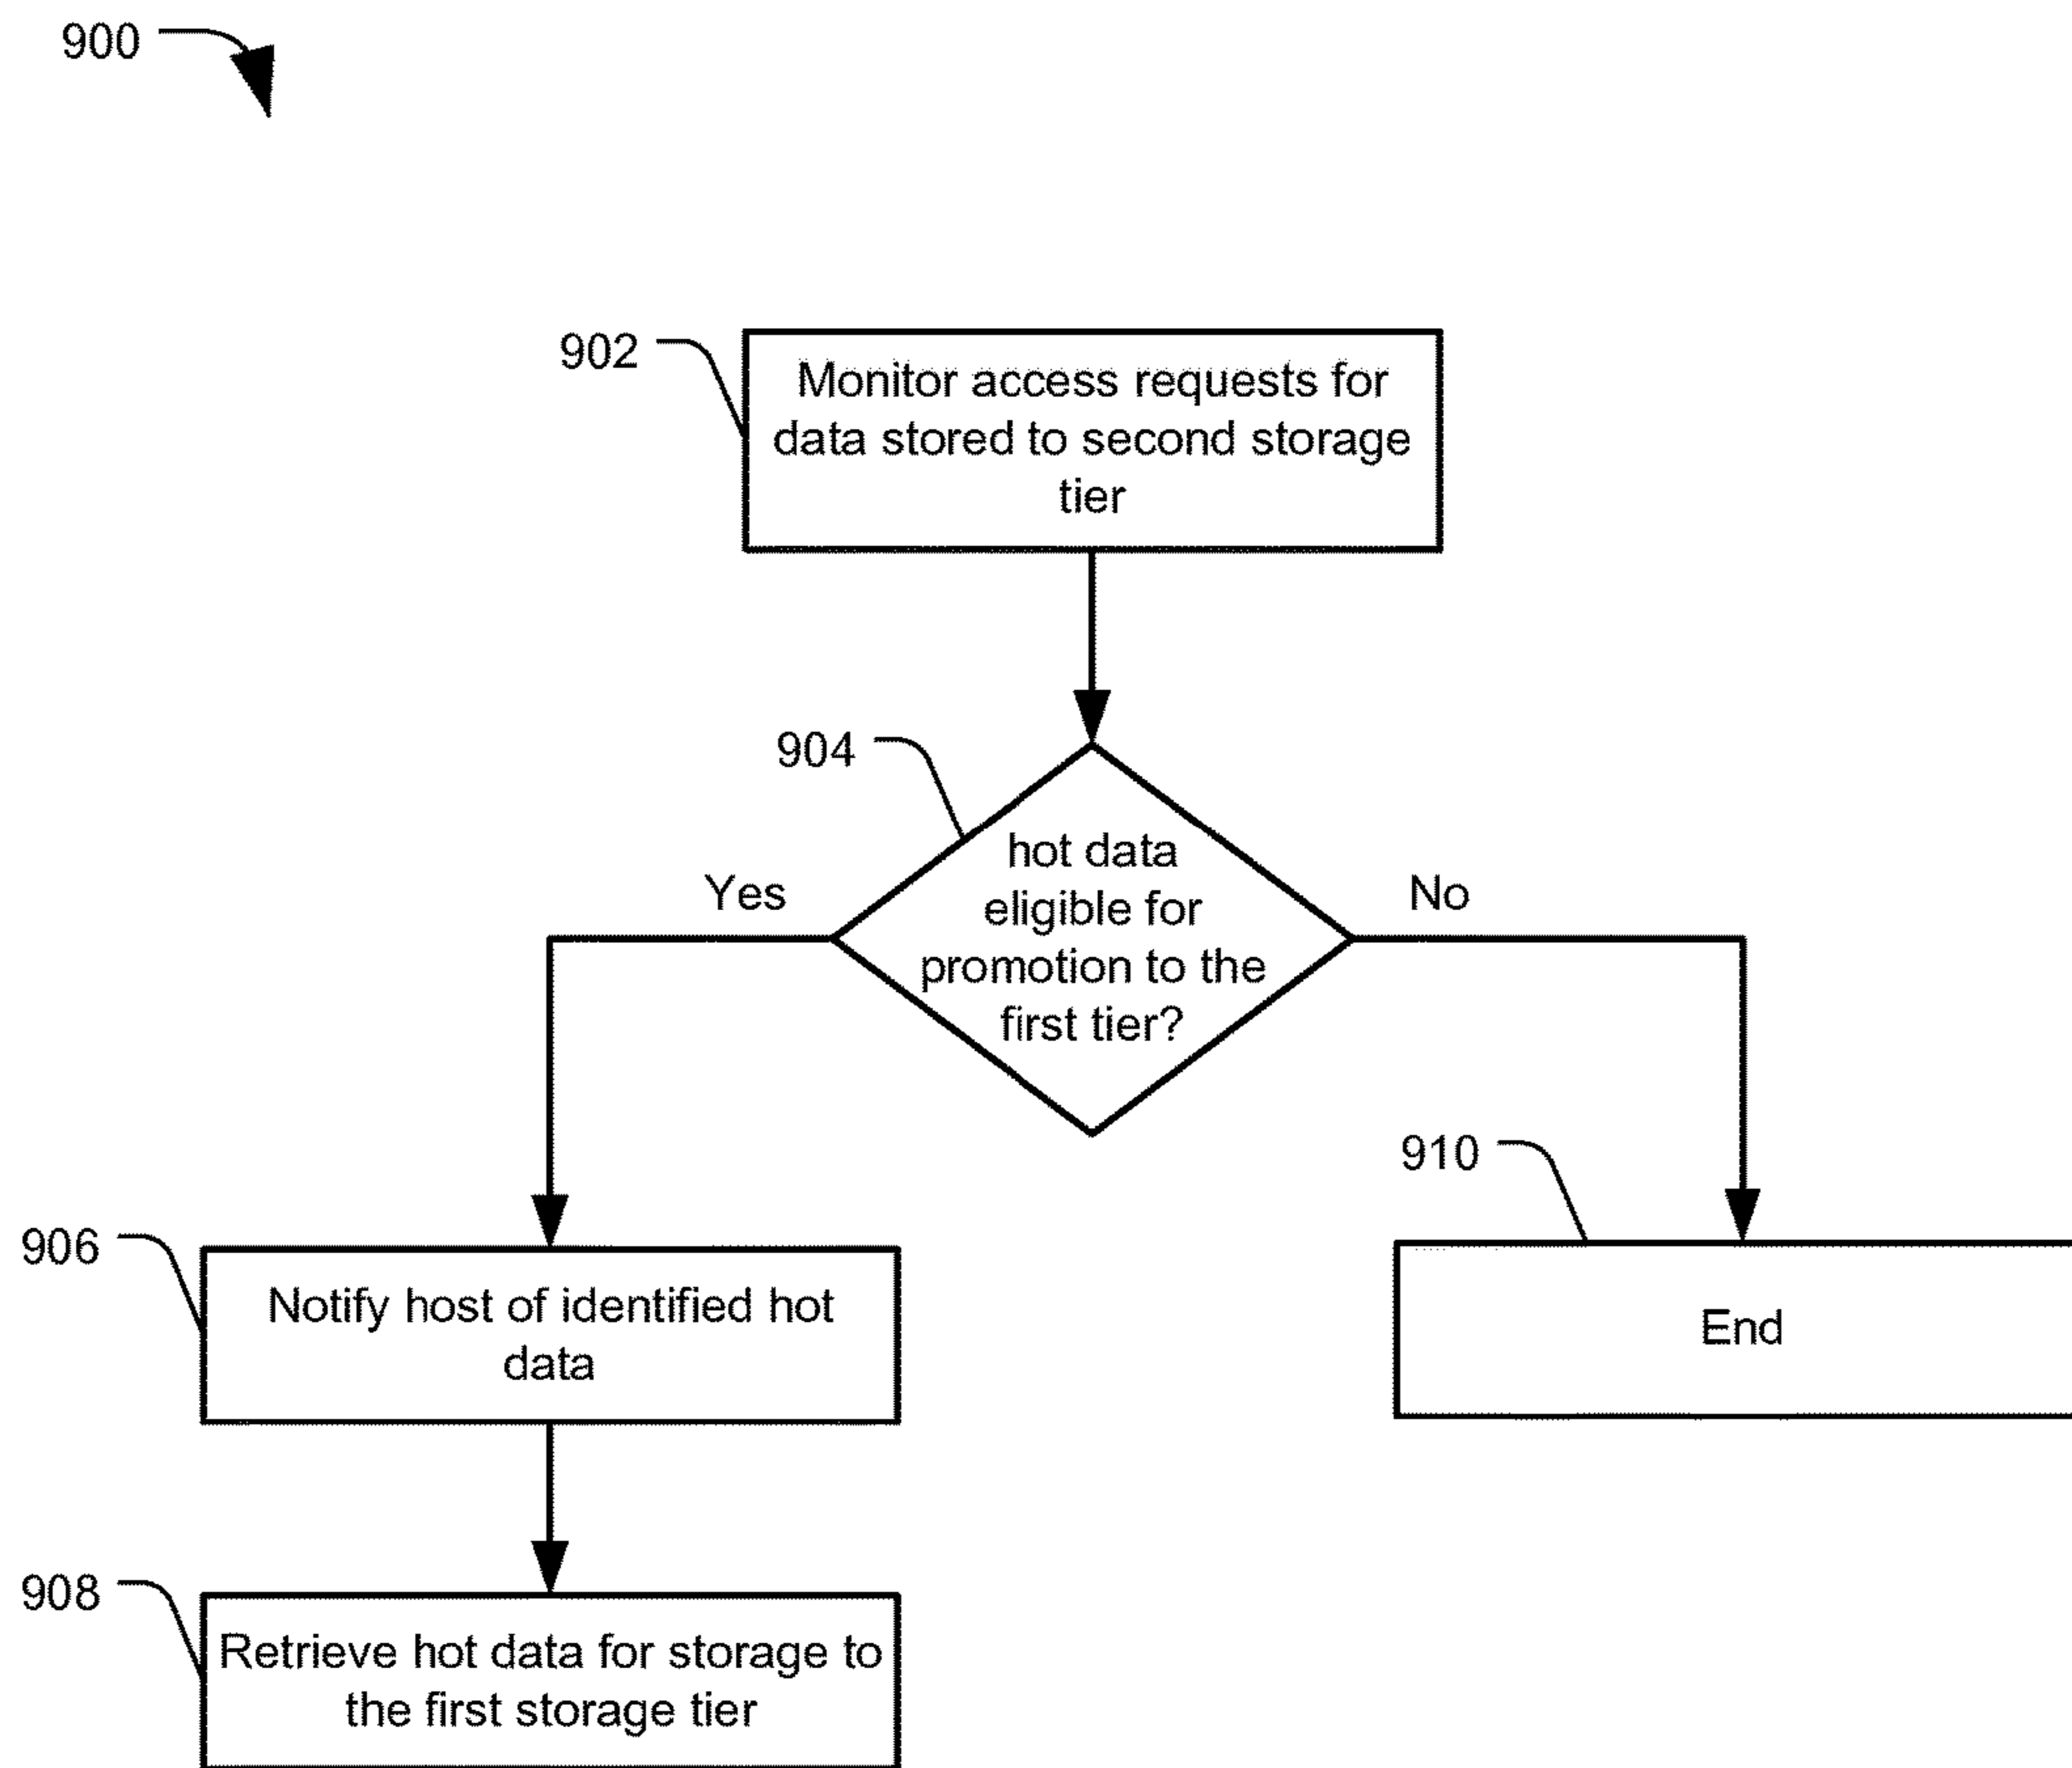 900
902
Monitor access requests for
data stored to second storage
tier
904
hot data
eligible for
promotion to the
first tier?
Yes
No
906
Notify host of identified hot
data
910
End
908
Retrieve hot data for storage to
the first storage tier